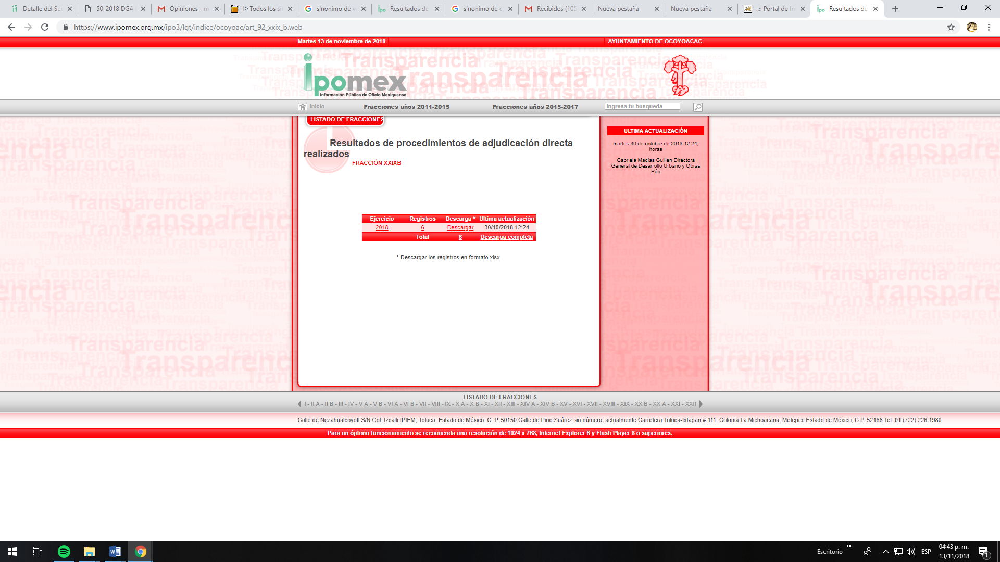 Detalle del Seg
50-2018 DGA
Opiniones - m
ᐅ Todos los si
sinonimo de v
Resultados de
sinonimo de c
Recibidos (105
Nueva pestaña
Nueva pestaña
..:: Portal de In
Resultados de
https://www.ipomex.org.mx/ipo3/lgt/indice/ocoyoac/art_92_xxix_b.web
Martes 13 de noviembre de 2018
AYUNTAMIENTO DE OCOYOACAC
Transparencia
ipomex
Información Pública de Oficio Mexiquense
Inicio
Fracciones años 2011-2015
Fracciones años 2015-2017
Ingresa tu busqueda
LISTADO DE FRACCIONES
Resultados de procedimientos de adjudicación directa
realizados
FRACCIÓN XXIXB
ULTIMA ACTUALIZACIÓN
martes 30 de octubre de 2018 12:24,
horas
Gabriela Macías Guillen Directora
General de Desarrollo Urbano y Obras
Púb
Ejercicio Registros Descarga * Ultima actualización
2018 6 Descargar 30/10/2018 12:24
Total 6 Descarga completa
* Descargar los registros en formato xlsx.
LISTADO DE FRACCIONES
I - II A - II B - III - IV - V A - V B - VI A - VI B - VII - VIII - IX - X A - X B - XI - XII - XIII - XIV A - XIV B - XV - XVI - XVII - XVIII - XIX - XX B - XX A - XXI - XXII
Calle de Nezahualcoyotl S/N Col. Izcalli IPIEM, Toluca, Estado de México. C. P. 50150 Calle de Pino Suárez sin número, actualmente Carretera Toluca-Ixtapan # 111, Colonia La Michoacana; Metepec Estado de México, C.P. 52166 Tel: 01 (722) 226 1980
Para un óptimo funcionamiento se recomienda una resolución de 1024 x 768, Internet Explorer 6 y Flash Player 8 o superiores.
Escritorio
ESP
04:43 p. m.
13/11/2018
1